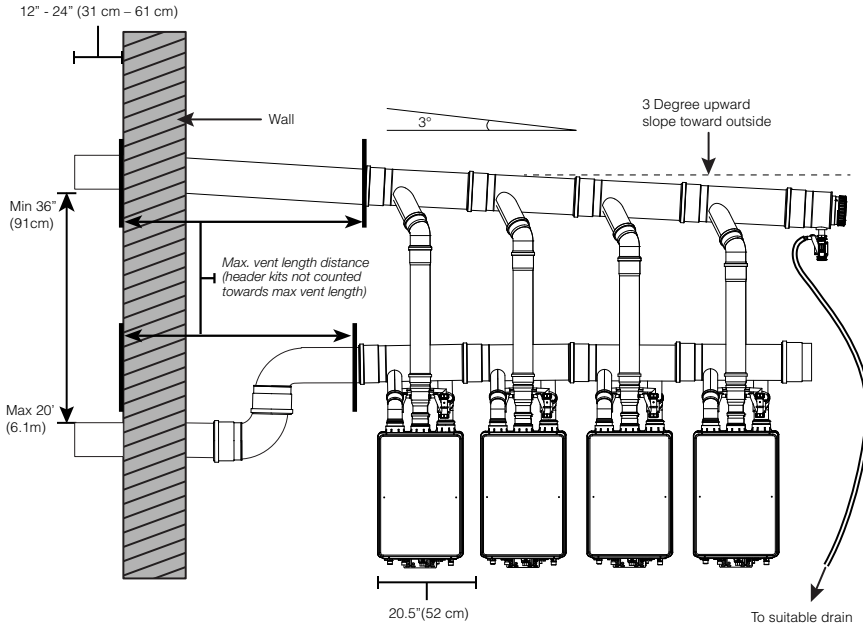 12" - 24" (31 cm – 61 cm)
Wall
3°
3 Degree upward
slope toward outside
Min 36"
(91cm)
Max. vent length distance
(header kits not counted
towards max vent length)
Max 20'
(6.1m)
20.5"(52 cm)
To suitable drain